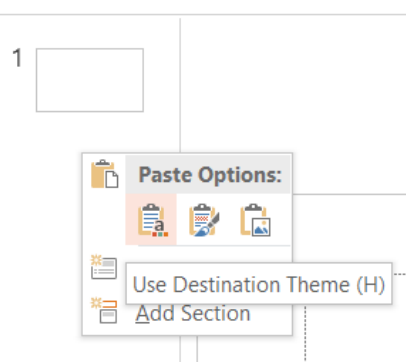 1
Paste Options:
a
Use Destination Theme (H)
Add Section